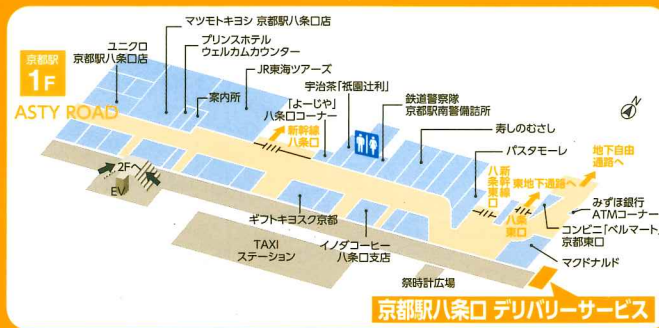 マツモトキヨシ 京都駅八条口店
プリンスホテル
ウェルカムカウンター
ユニクロ
京都駅八条口店
JR東海ツアーズ
京都駅
1F
案内所
宇治茶「祇園辻利」
鉄道警察隊
京都駅南警備詰所
ASTY ROAD
「よーじや」
八条口コーナー
寿しのむさし
新幹線
八条口
パスタモーレ
地下自由
通路へ
新幹線
八条東口
東地下通路へ
2Fへ
EV
八条
東口
みずほ銀行
ATMコーナー
コンビニ「ベルマート」
京都東口
ギフトキヨスク京都
マクドナルド
TAXI
ステーション
イノダコーヒー
八条口支店
祭時計広場
京都駅八条口 デリバリーサービス
N